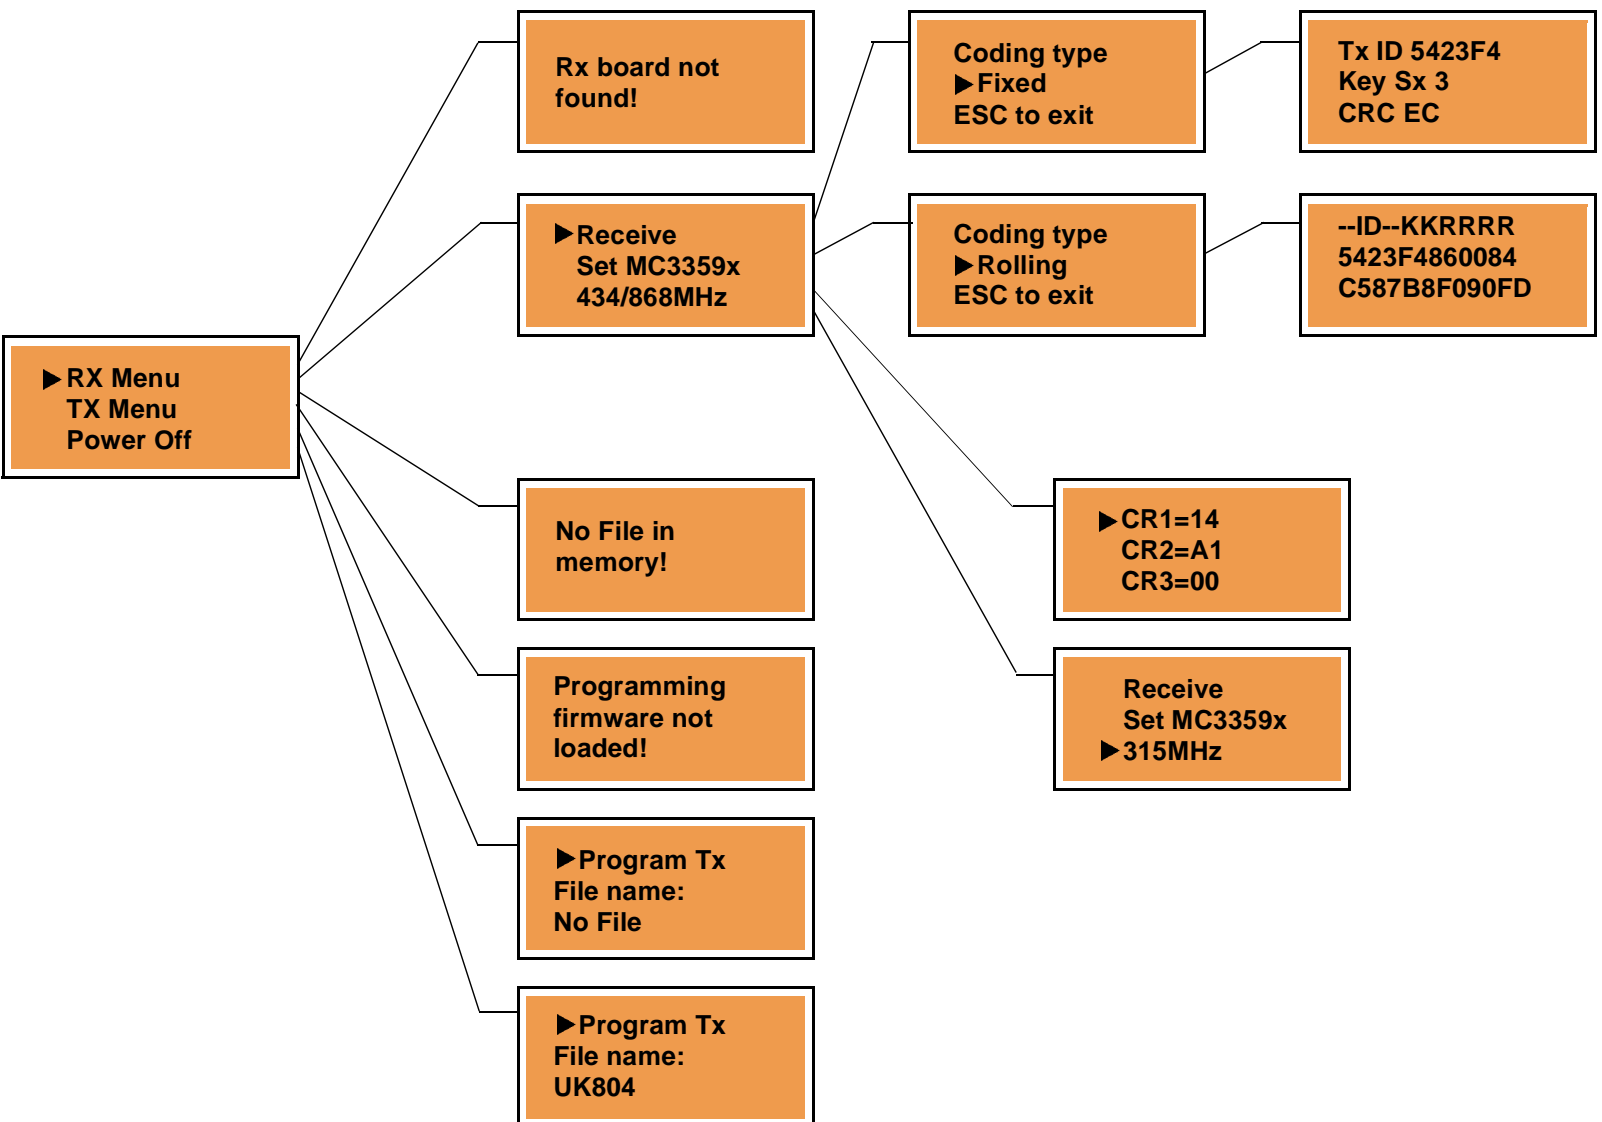 Rx board not
found!
Coding type
▶Fixed
ESC to exit
Tx ID 5423F4
Key Sx 3
CRC EC
▶Receive
Set MC3359x
434/868MHz
Coding type
▶Rolling
ESC to exit
--ID--KKRRRR
5423F4860084
C587B8F090FD
▶RX Menu
TX Menu
Power Off
No File in
memory!
▶CR1=14
CR2=A1
CR3=00
Programming
firmware not
loaded!
Receive
Set MC3359x
▶315MHz
▶Program Tx
File name:
No File
▶Program Tx
File name:
UK804